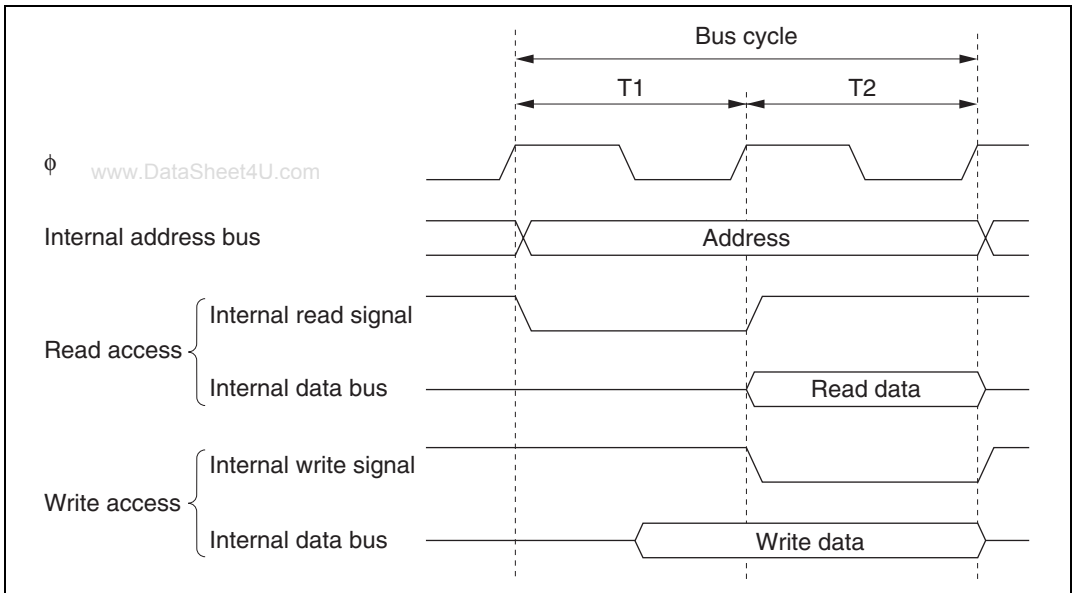 Bus cycle
T1 T2
ϕ www.DataSheet4U.com
Internal address bus Address
Internal read signal
Read access
Internal data bus Read data
Internal write signal
Write access
Internal data bus Write data